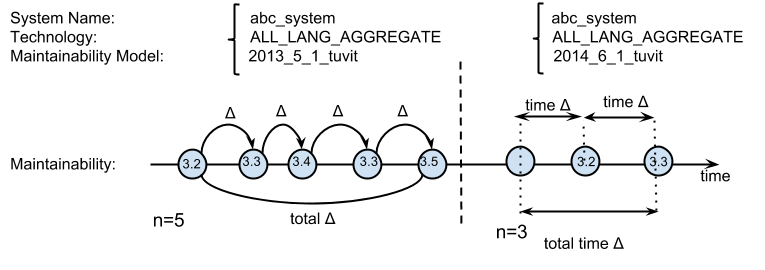 System Name: abc_system abc_system
Technology: ALL_LANG_AGGREGATE ALL_LANG_AGGREGATE
Maintainability Model: 2013_5_1_tuvit 2014_6_1_tuvit
Δ Δ Δ Δ time Δ time Δ
Maintainability: 3.2 3.3 3.4 3.3 3.5 3.2 3.3
time
n=5 total Δ
n=3 total time Δ